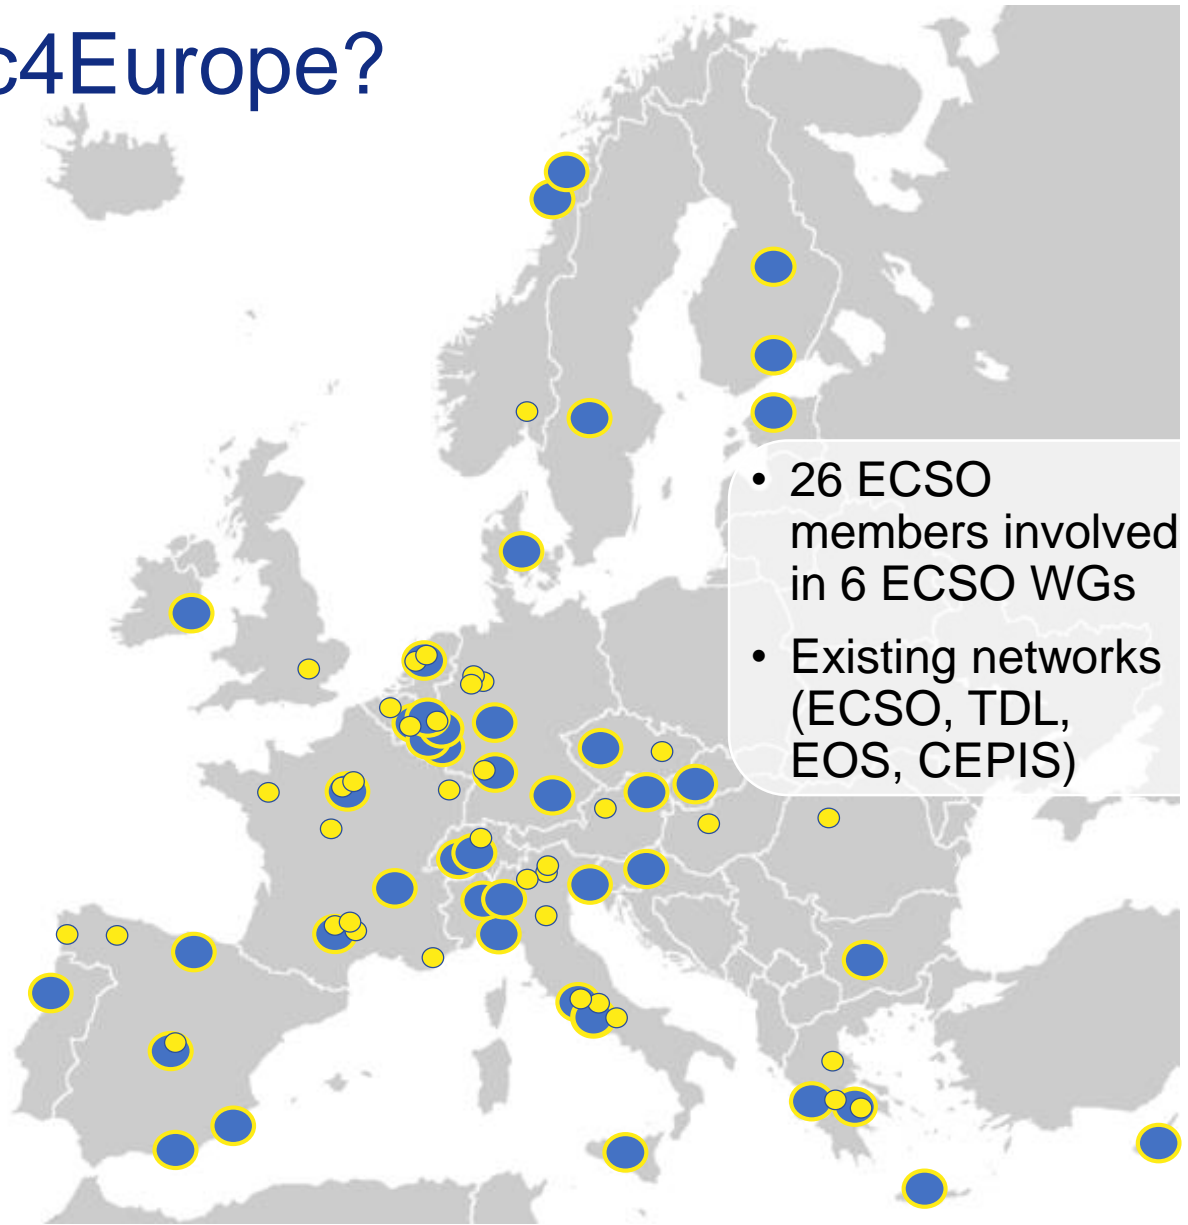 c4Europe?
• 26 ECSO
members involved
in 6 ECSO WGs
• Existing networks
(ECSO, TDL,
EOS, CEPIS)